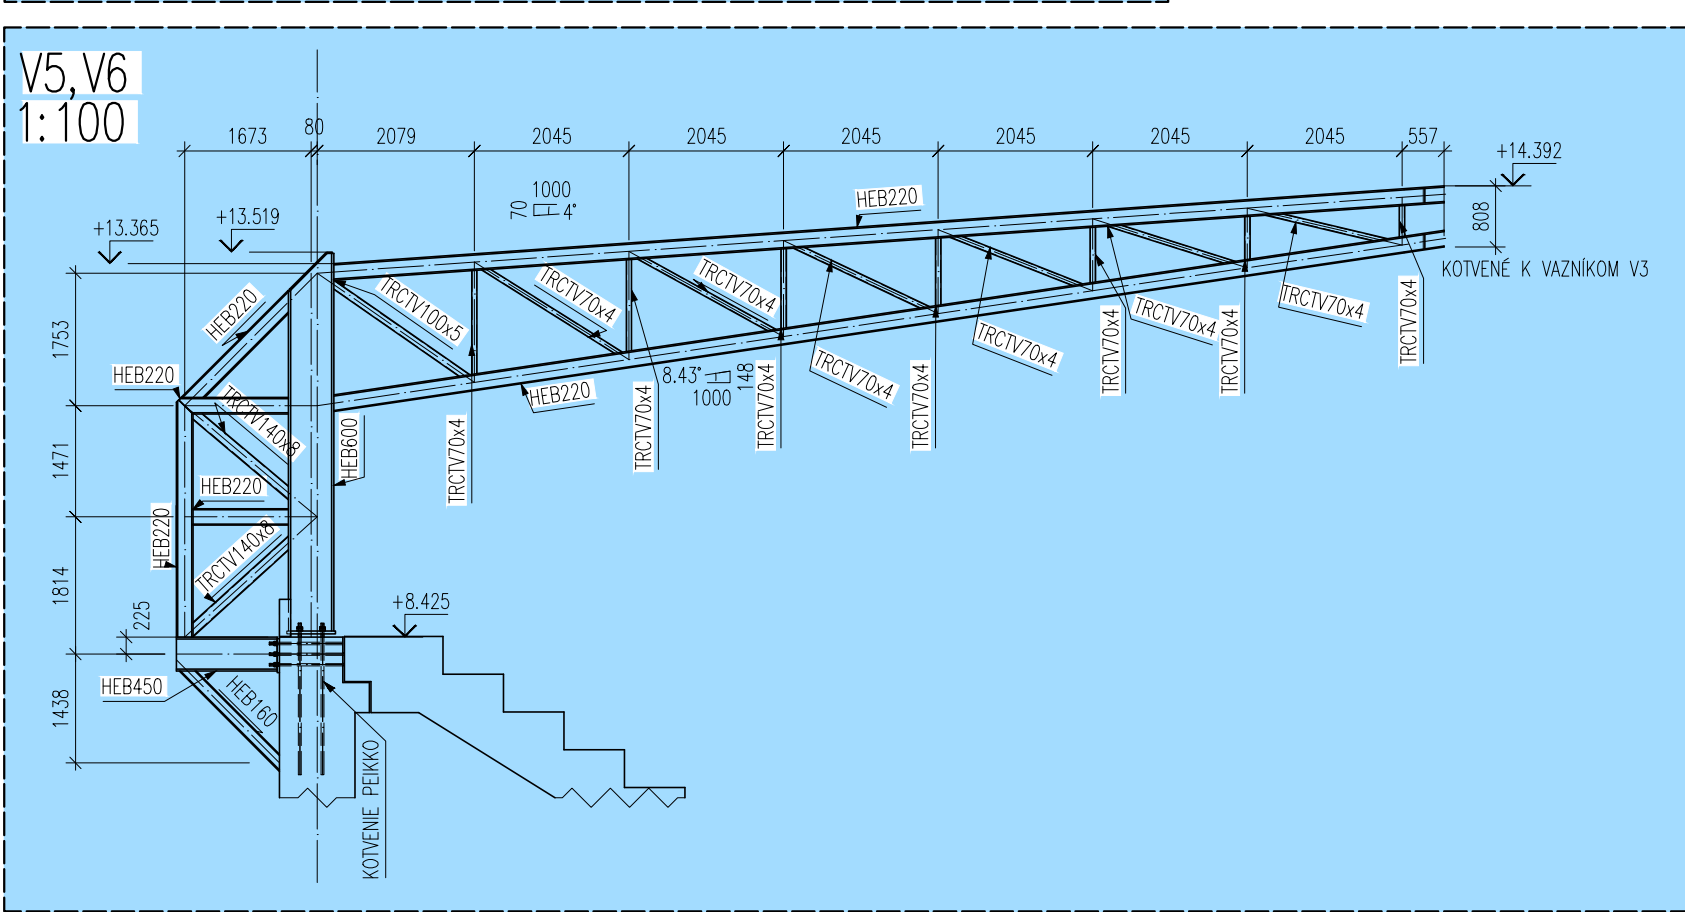 V5,V6
1:100
1673
80
2079
2045
2045
2045
2045
2045
2045
557
+14.392
808
KOTVENÉ K VAZNÍKOM V3
+13.365
+13.519
70
1000
4°
HEB220
HEB220
TRCTV100x5
TRCTV70x4
TRCTV70x4
TRCTV70x4
TRCTV70x4
TRCTV70x4
TRCTV70x4
TRCTV70x4
TRCTV70x4
TRCTV70x4
TRCTV70x4
TRCTV70x4
TRCTV70x4
TRCTV70x4
8.43°
148
1000
HEB220
HEB220
TRCTV140x8
HEB600
HEB220
HEB220
TRCTV140x8
1753
1471
1814
225
1438
+8.425
HEB450
HEB160
KOTVENIE PEIKKO